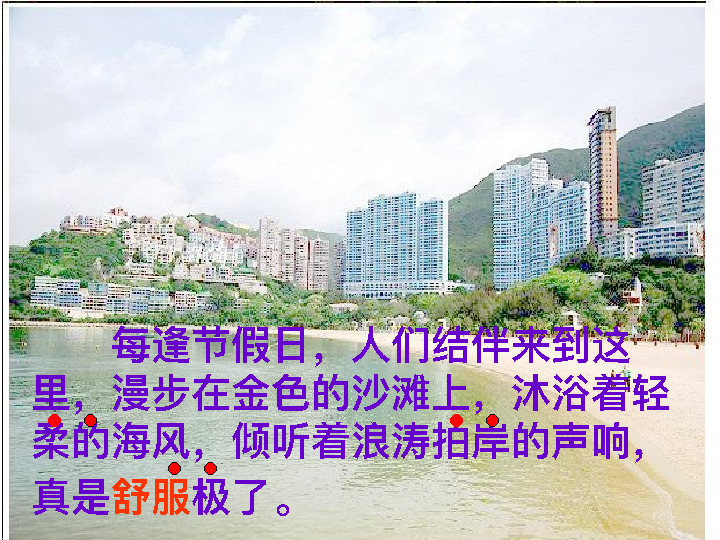 每逢节假日，人们结伴来到这
里，漫步在金色的沙滩上，沐浴着轻
柔的海风，倾听着浪涛拍岸的声响，
真是舒服极了。